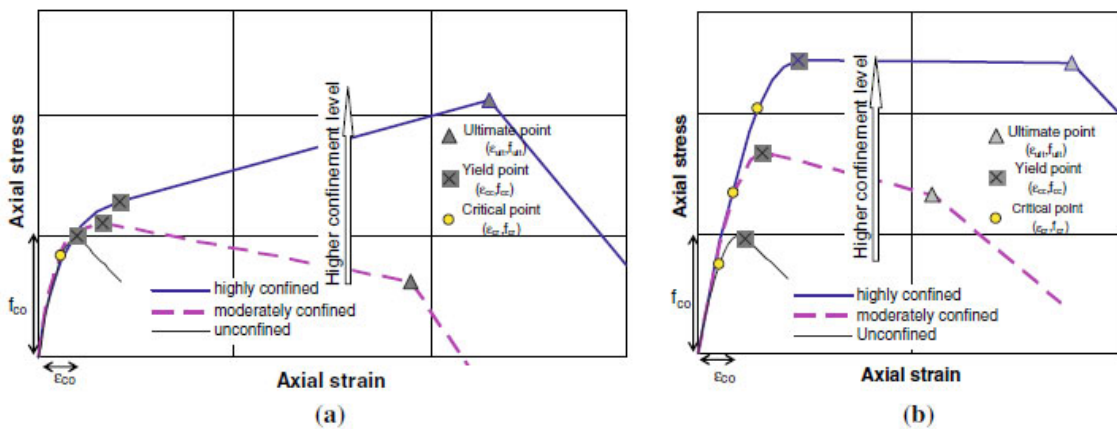 Axial stress
Higher confinement level
Ultimate point
(εult,fult)
Yield point
(εcc,fcc)
Critical point
(εcr,fcr)
fco
highly confined
moderately confined
unconfined
εco
Axial strain
(a)
Axial stress
Higher confinement level
Ultimate point
(εult,fult)
Yield point
(εcc,fcc)
Critical point
(εcr,fcr)
fco
highly confined
moderately confined
Unconfined
εco
Axial strain
(b)